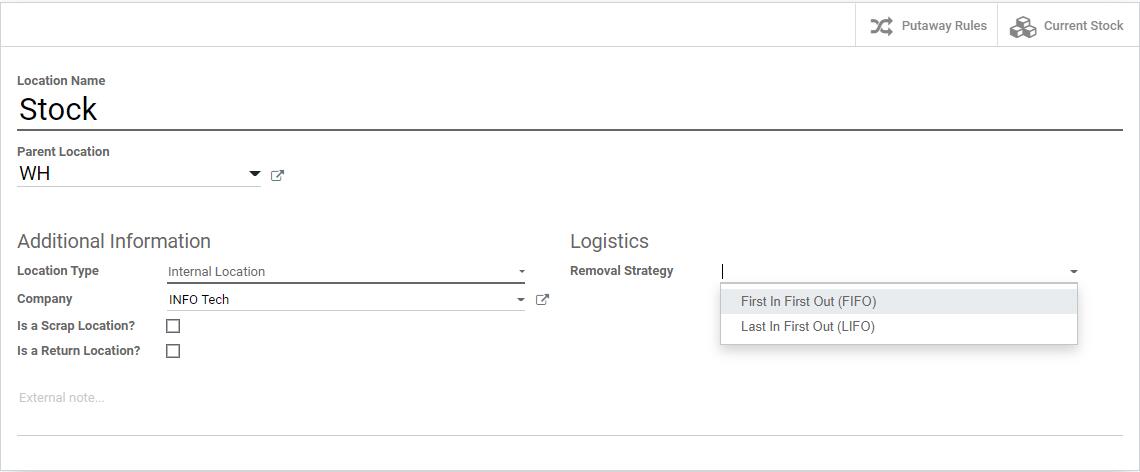 Putaway Rules
Current Stock
Location Name
Stock
Parent Location
WH
Additional Information
Location Type
Internal Location
Company
INFO Tech
Is a Scrap Location?
Is a Return Location?
External note...
Logistics
Removal Strategy
First In First Out (FIFO)
Last In First Out (LIFO)